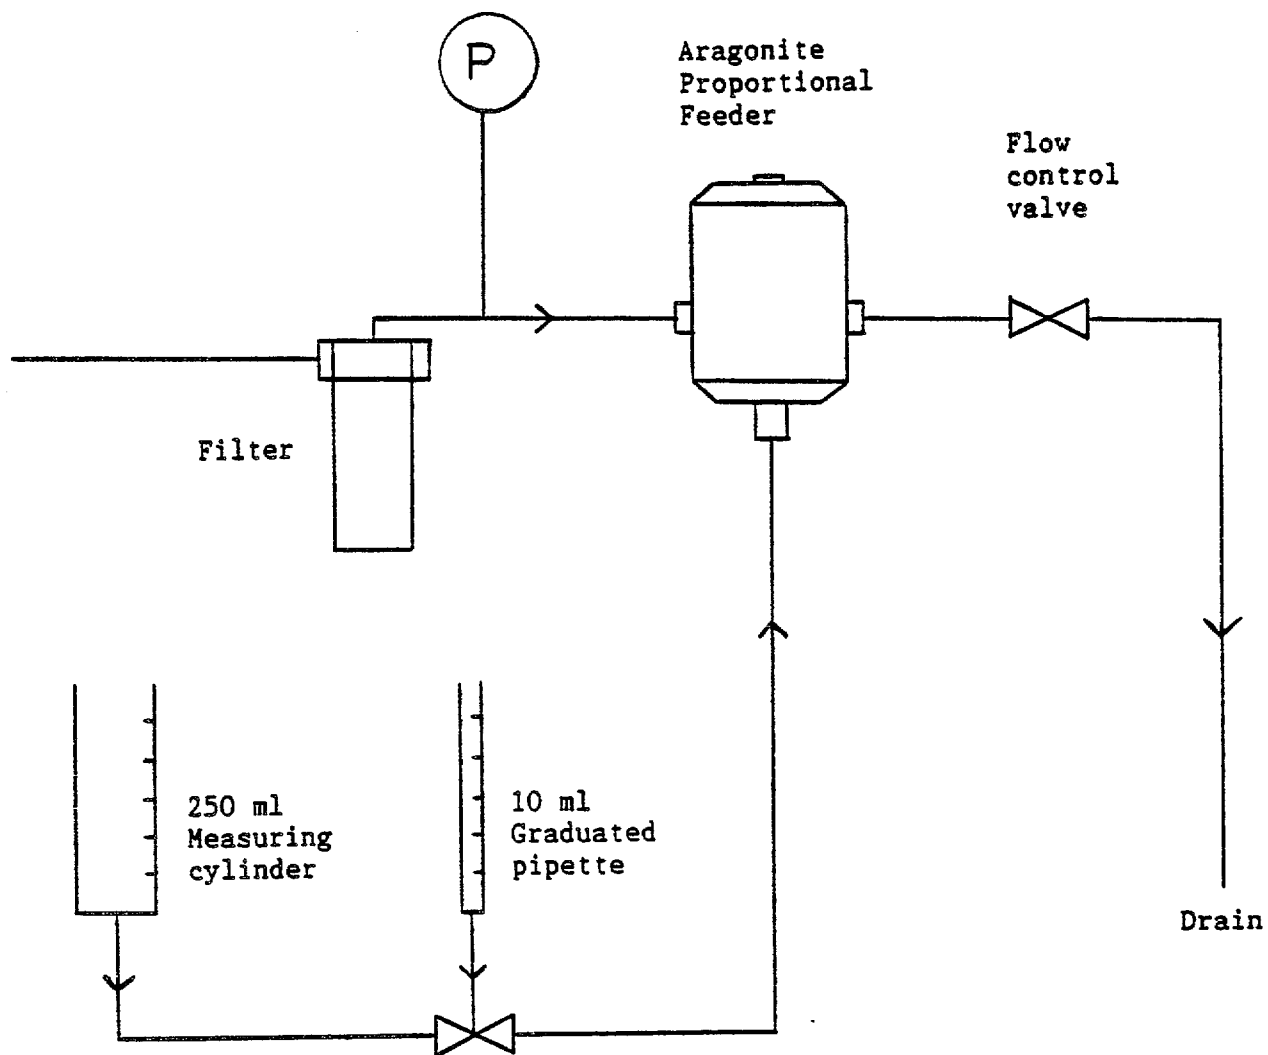 P
Aragonite
Proportional
Feeder
Flow
control
valve
Filter
250 ml
Measuring
cylinder
10 ml
Graduated
pipette
Drain